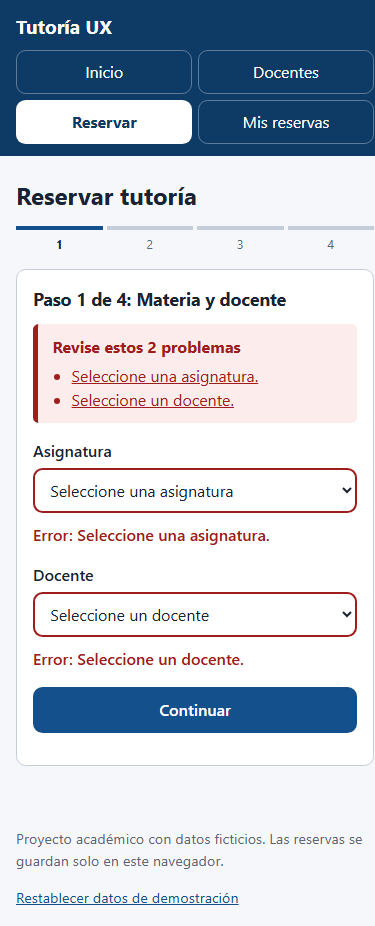 Tutoría UX
Inicio
Docentes
Reservar
Mis reservas
Reservar tutoría
1
2
3
4
Paso 1 de 4: Materia y docente
Revise estos 2 problemas
Seleccione una asignatura.
Seleccione un docente.
Asignatura
Seleccione una asignatura
Error: Seleccione una asignatura.
Docente
Seleccione un docente
Error: Seleccione un docente.
Continuar
Proyecto académico con datos ficticios. Las reservas se
guardan solo en este navegador.
Restablecer datos de demostración